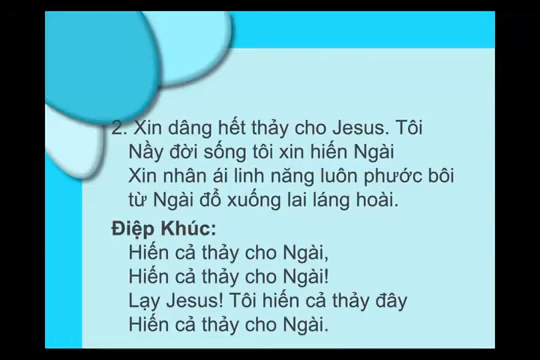 2. Xin dâng hết thảy cho Jesus. Tôi
Nầy đời sống tôi xin hiến Ngài
Xin nhân ái linh năng luôn phước bôi
từ Ngài đổ xuống lai láng hoài.
Điệp Khúc:
Hiến cả thảy cho Ngài,
Hiến cả thảy cho Ngài!
Lạy Jesus! Tôi hiến cả thảy đây
Hiến cả thảy cho Ngài.